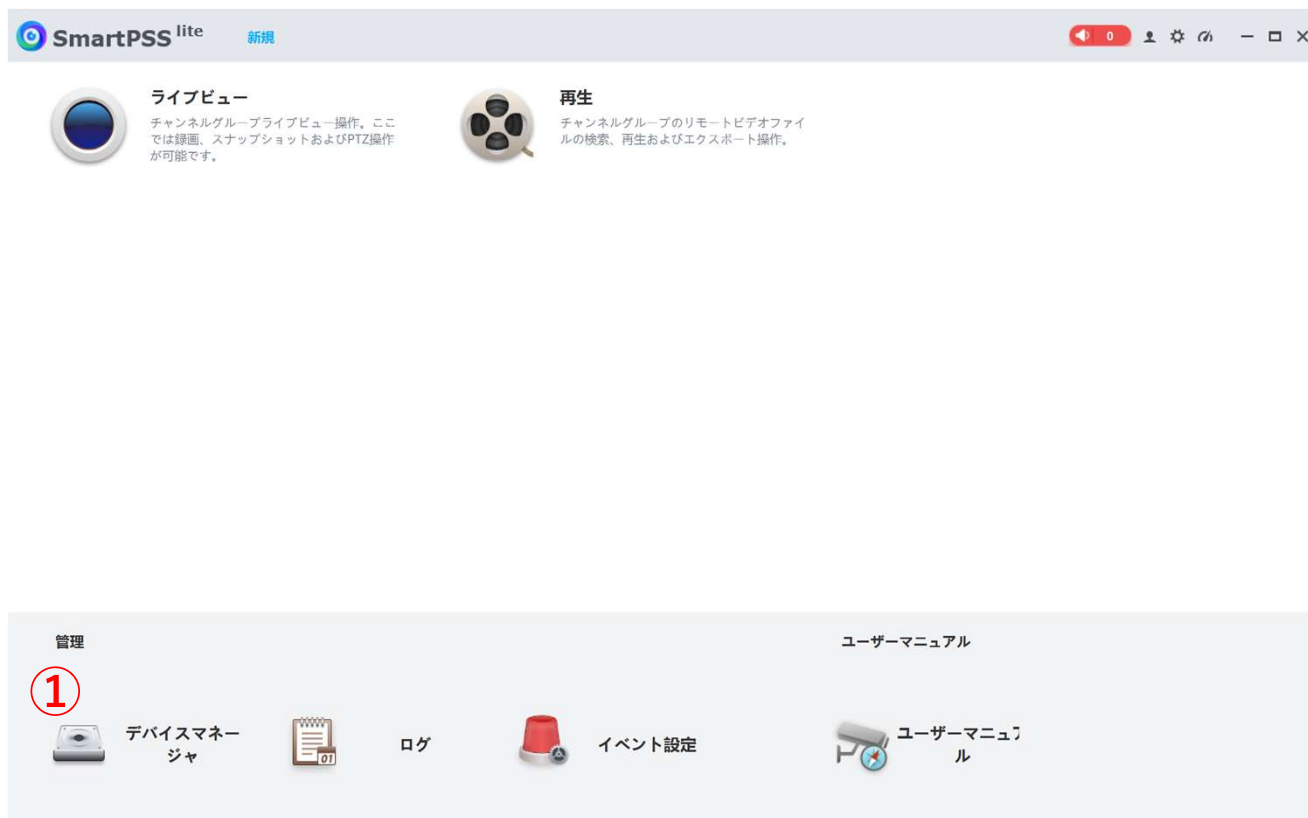 SmartPSS lite 新規 0
ライブビュー
チャンネルグループライブビュー操作。ここ
では録画、スナップショットおよびPTZ操作
が可能です。
再生
チャンネルグループのリモートビデオファイ
ルの検索、再生およびエクスポート操作。
管理
①
デバイスマネー
ジャ
01
ログ
イベント設定
ユーザーマニュアル
ユーザーマニュア
ル